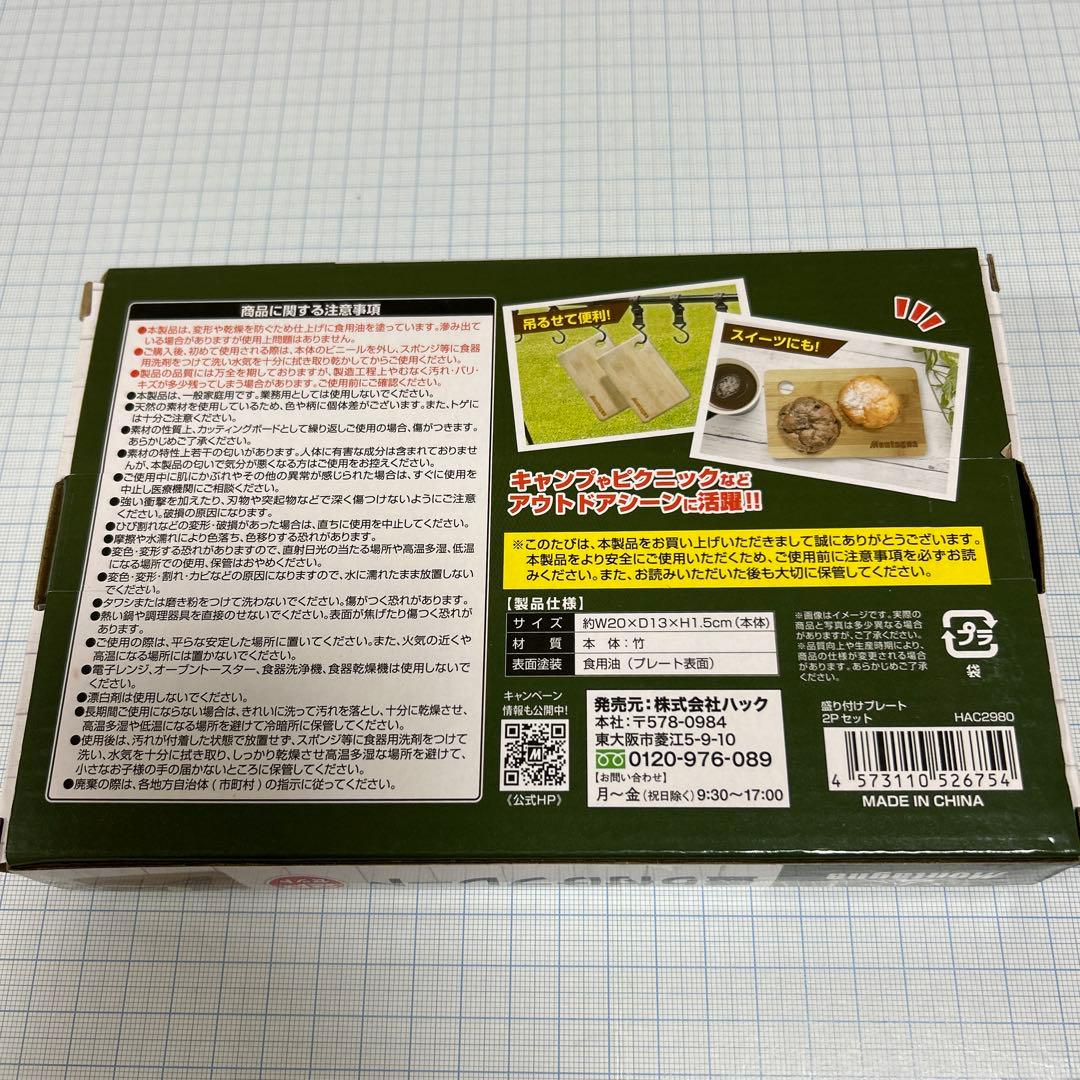 商品に関する注意事項
●本製品は、変形や乾燥を防ぐため仕上げに食用油を塗っています。滲み出て
いる場合がありますが使用上問題はありません。
●ご購入後、初めて使用される際は、本体のビニールを外し、スポンジ等に食器
用洗剤をつけて洗い水気を十分に拭き取り乾かしてからご使用ください。
●製品の品質には万全を期しておりますが、製造工程上やむなく汚れ・バリ・
キズが多少残ってしまう場合があります。ご使用前にご確認ください。
●本製品は、一般家庭用です。業務用としては使用しないでください。
●天然の素材を使用しているため、色や柄に個体差がございます。また、トゲに
は十分ご注意ください。
●素材の性質上、カッティングボードとして繰り返しご使用の場合、傷がつきます。
あらかじめご了承ください。
●素材の特性上若干の匂いがあります。人体に有害な成分は含まれておりませ
んが、本製品の匂いで気分が悪くなる方はご使用をお控えください。
●ご使用中に肌にかぶれやその他の異常が感じられた場合は、すぐに使用を
中止し医療機関にご相談ください。
●強い衝撃を加えたり、刃物や突起物などで深く傷つけないようにご注意
ください。破損の原因になります。
●ひび割れなどの変形・破損があった場合は、直ちに使用を中止してください。
●摩擦や水濡れにより色落ち、色移りする恐れがあります。
●変色・変形する恐れがありますので、直射日光の当たる場所や高温多湿、低温
になる場所での使用、保管はおやめください。
●変色・変形・割れ・カビなどの原因になりますので、水に濡れたまま放置しない
でください。
●タワシまたは磨き粉をつけて洗わないでください。傷がつく恐れがあります。
●熱い鍋や調理器具を直接のせないでください。表面が焦げたり傷つく恐れが
あります。
●ご使用の際は、平らな安定した場所に置いてください。また、火気の近くや
高温になる場所には置かないでください。
●電子レンジ、オーブントースター、食器洗浄機、食器乾燥機は使用しないで
ください。
●漂白剤は使用しないでください。
●長期間ご使用にならない場合は、きれいに洗って汚れを落とし、十分に乾燥させ、
高温多湿や低温になる場所を避けて冷暗所に保管してください。
●使用後は、汚れが付着した状態で放置せず、スポンジ等に食器用洗剤をつけて
洗い、水気を十分に拭き取り、しっかり乾燥させ高温多湿な場所を避けて、
小さなお子様の手の届かないところに保管してください。
●廃棄の際は、各地方自治体(市町村)の指示に従ってください。
吊るせて便利!
スイーツにも!
Montagna
キャンプやピクニックなど
アウトドアシーンに活躍!!
※このたびは、本製品をお買い上げいただきまして誠にありがとうございます。
本製品をより安全にご使用いただくため、ご使用前に注意事項を必ずお読
みください。また、お読みいただいた後も大切に保管してください。
【製品仕様】
サイズ 約W20×D13×H1.5cm(本体)
材質 本体:竹
表面塗装 食用油(プレート表面)
※画像はイメージです。実際の
商品と写真は多少異なる場合
がありますが、ご了承ください。
※品質向上や生産時期により、
商品の仕様が変更される場合
があります。あらかじめご了承
ください。
プラ
袋
キャンペーン
情報も公開中!
《公式HP》
発売元:株式会社ハック
本社:〒578-0984
東大阪市菱江5-9-10
0120-976-089
【お問い合わせ】
月～金(祝日除く)9:30～17:00
盛り付けプレート
2Pセット HAC2980
4 573110 526754
MADE IN CHINA
Montagna